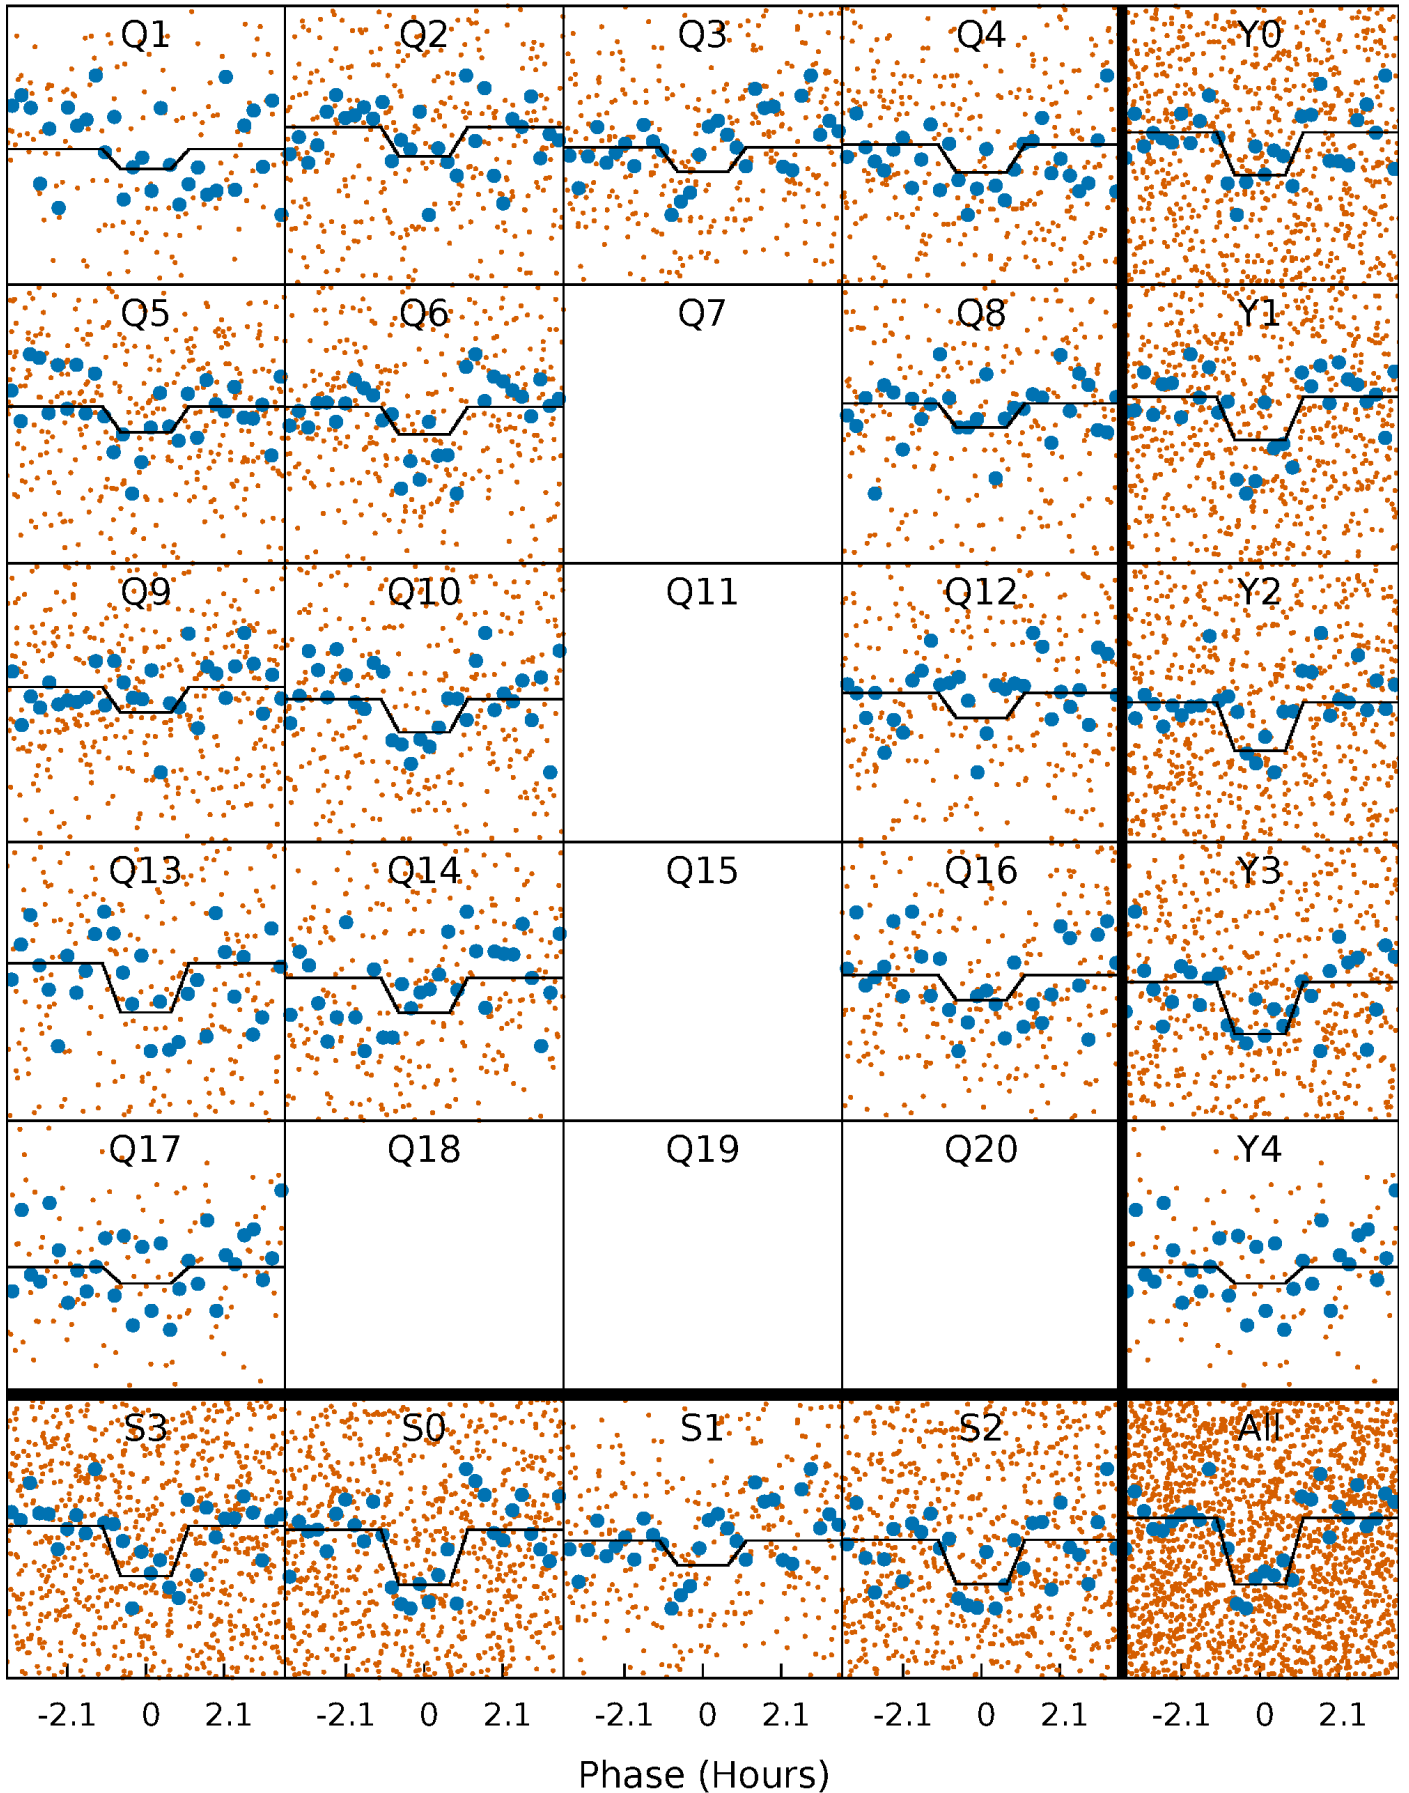 Q1 Q2 Q3 Q4 Y0
Q5 Q6 Q7 Q8 Y1
Q9 Q10 Q11 Q12 Y2
Q13 Q14 Q15 Q16 Y3
Q17 Q18 Q19 Q20 Y4
S3 S0 S1 S2 All
-2.1 0 2.1 -2.1 0 2.1 -2.1 0 2.1 -2.1 0 2.1 -2.1 0 2.1
Phase (Hours)